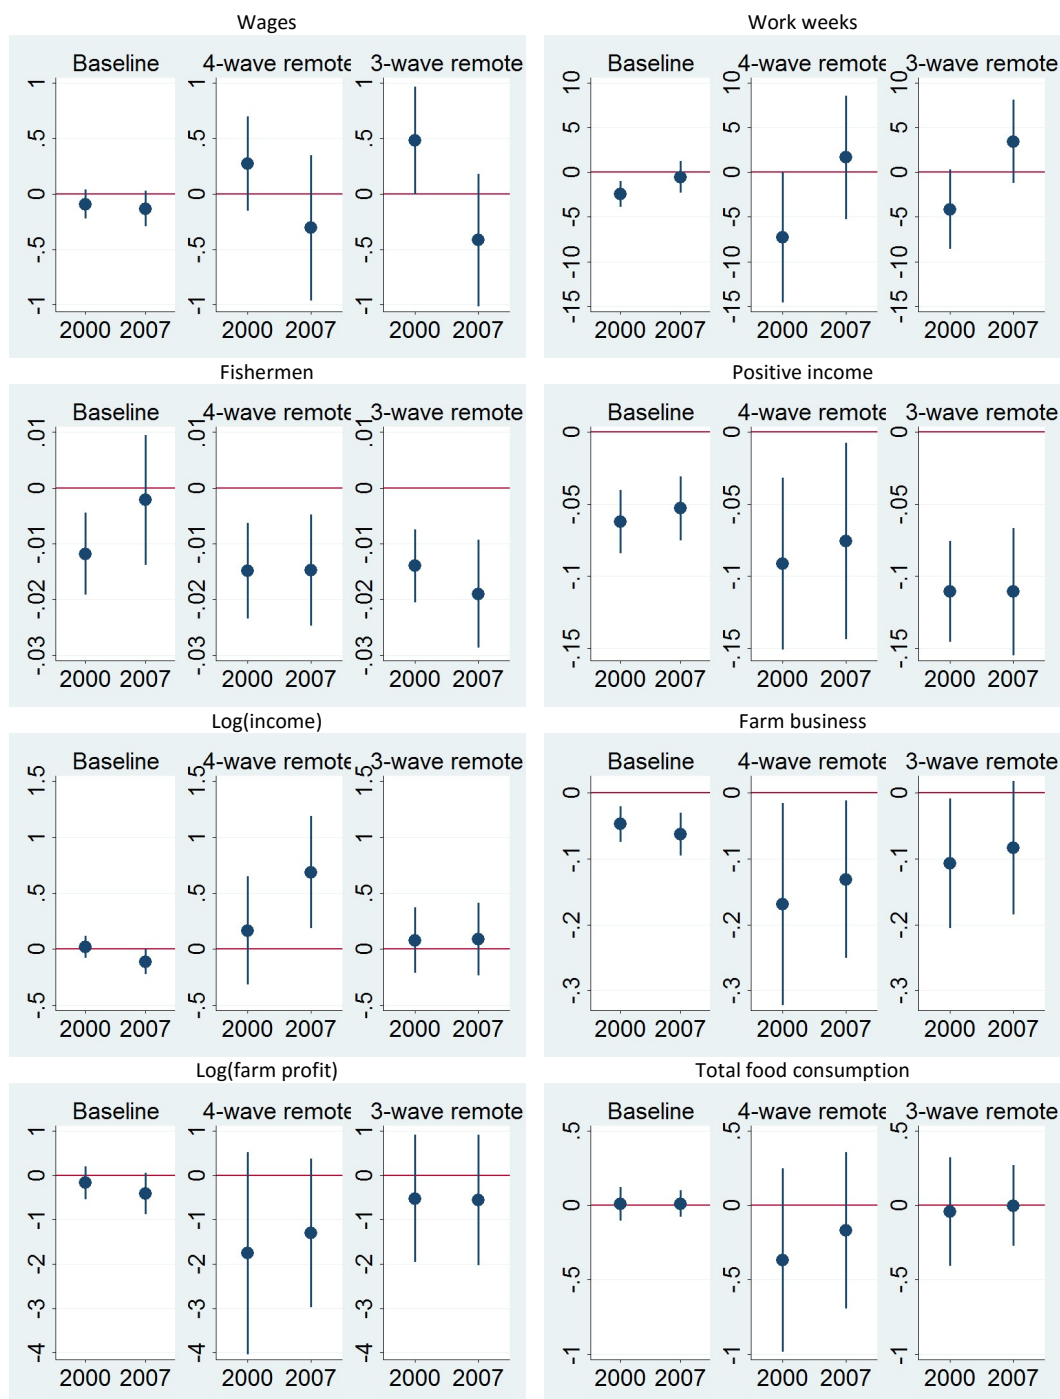 Wages
Baseline 4-wave remote 3-wave remote
1 .5 0 -.5 -1
1 .5 0 -.5 -1
1 .5 0 -.5 -1
2000 2007 2000 2007 2000 2007
Work weeks
Baseline 4-wave remote 3-wave remote
10 5 0 -5 -10 -15
10 5 0 -5 -10 -15
10 5 0 -5 -10 -15
2000 2007 2000 2007 2000 2007
Fishermen
Baseline 4-wave remote 3-wave remote
.01 0 -.01 -.02 -.03
.01 0 -.01 -.02 -.03
.01 0 -.01 -.02 -.03
2000 2007 2000 2007 2000 2007
Positive income
Baseline 4-wave remote 3-wave remote
0 -.05 -.1 -.15
0 -.05 -.1 -.15
0 -.05 -.1 -.15
2000 2007 2000 2007 2000 2007
Log(income)
Baseline 4-wave remote 3-wave remote
1.5 1 .5 0 -.5
1.5 1 .5 0 -.5
1.5 1 .5 0 -.5
2000 2007 2000 2007 2000 2007
Farm business
Baseline 4-wave remote 3-wave remote
0 -.1 -.2 -.3
0 -.1 -.2 -.3
0 -.1 -.2 -.3
2000 2007 2000 2007 2000 2007
Log(farm profit)
Baseline 4-wave remote 3-wave remote
1 0 -1 -2 -3 -4
1 0 -1 -2 -3 -4
1 0 -1 -2 -3 -4
2000 2007 2000 2007 2000 2007
Total food consumption
Baseline 4-wave remote 3-wave remote
.5 0 -.5 -1
.5 0 -.5 -1
.5 0 -.5 -1
2000 2007 2000 2007 2000 2007